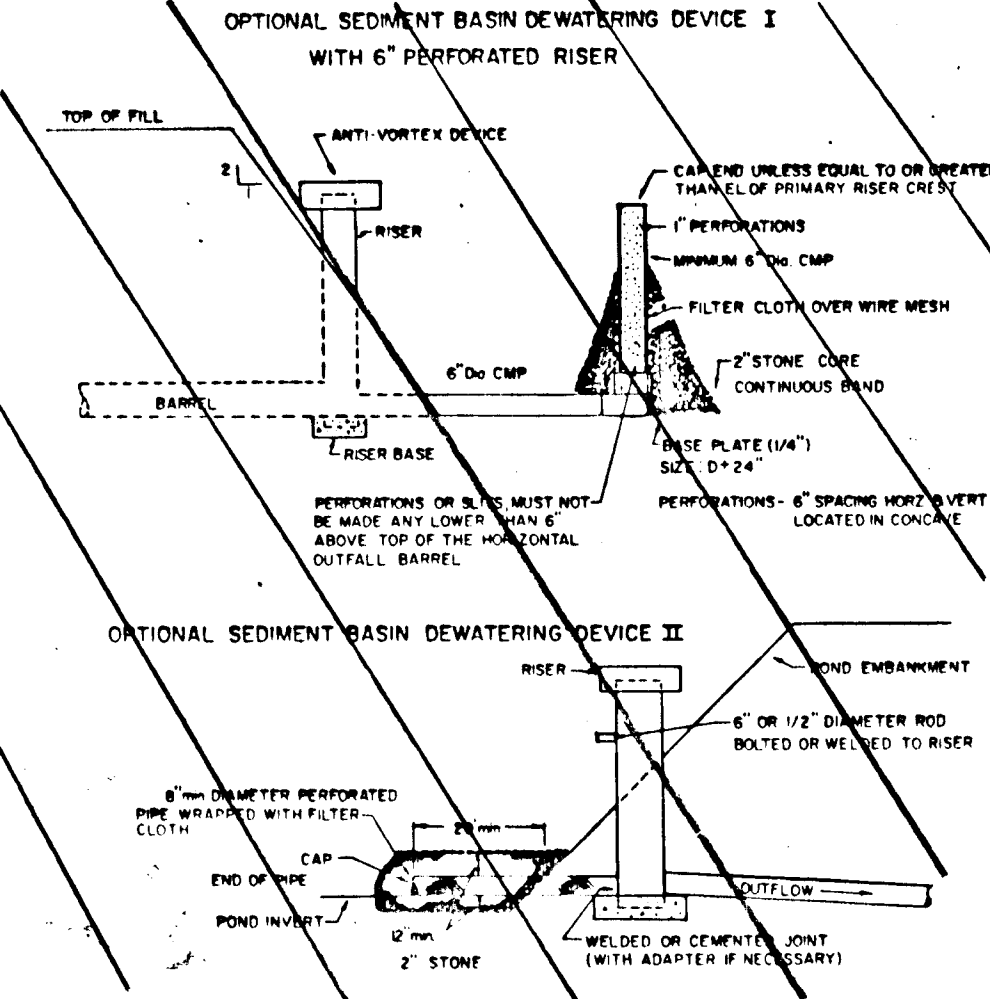 OPTIONAL SEDIMENT BASIN DEWATERING DEVICE I
WITH 6" PERFORATED RISER
TOP OF FILL
ANTI-VORTEX DEVICE
2
1
RISER
CAP END UNLESS EQUAL TO OR GREATER
THAN EL OF PRIMARY RISER CREST
1" PERFORATIONS
MINIMUM 6" Dia. CMP
FILTER CLOTH OVER WIRE MESH
2" STONE CORE
CONTINUOUS BAND
6" Dia CMP
BARREL
RISER BASE
BASE PLATE (1/4")
SIZE: D+24"
PERFORATIONS OR SLITS, MUST NOT
BE MADE ANY LOWER THAN 6"
ABOVE TOP OF THE HORIZONTAL
OUTFALL BARREL
PERFORATIONS - 6" SPACING HORZ & VERT
LOCATED IN CONCAVE
OPTIONAL SEDIMENT BASIN DEWATERING DEVICE II
RISER
POND EMBANKMENT
6" OR 1/2" DIAMETER ROD
BOLTED OR WELDED TO RISER
8" min DIAMETER PERFORATED
PIPE WRAPPED WITH FILTER
CLOTH
min
CAP
END OF PIPE
POND INVERT
12" min.
2" STONE
OUTFLOW
WELDED OR CEMENTED JOINT
(WITH ADAPTER IF NECESSARY)